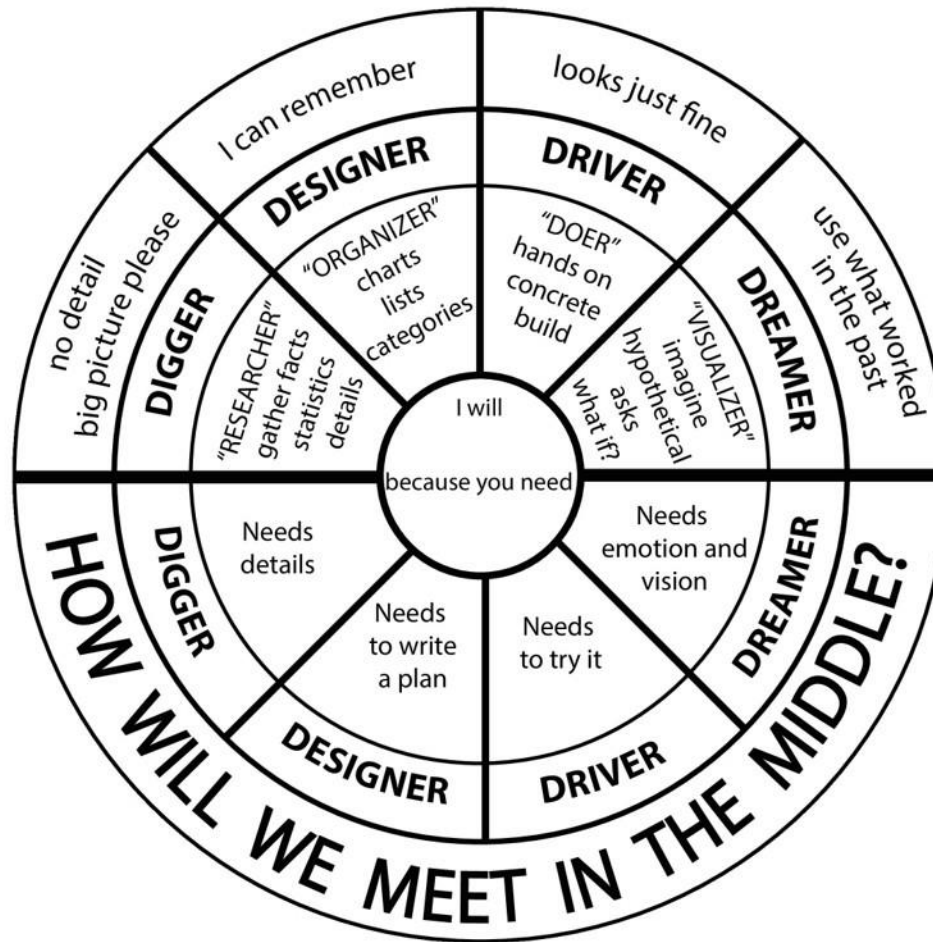 no detail
big picture please
I can remember
looks just fine
use what worked
in the past
DIGGER
DESIGNER
DRIVER
DREAMER
"RESEARCHER"
gather facts
statistics
details
"ORGANIZER"
charts
lists
categories
"DOER"
hands on
concrete
build
"VISUALIZER"
imagine
hypothetical
asks
what if?
I will
because you need
Needs
details
Needs
to write
a plan
Needs
to try it
Needs
emotion and
vision
DIGGER
DESIGNER
DRIVER
DREAMER
HOW WILL WE MEET IN THE MIDDLE?